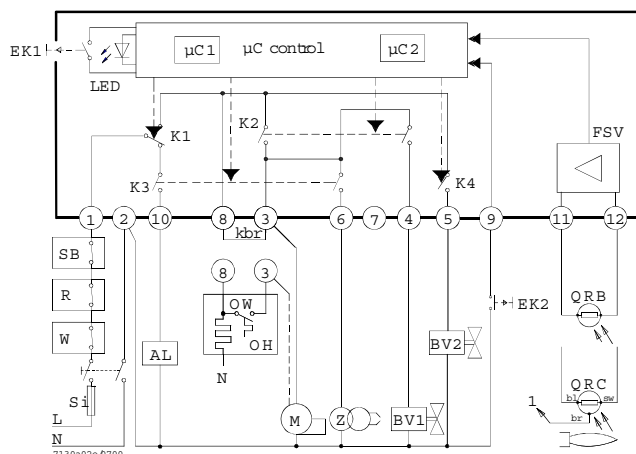 µC1
µC control
µC2
EK1
LED
FSV
K1
K2
K3
K4
1
2
10
8
3
6
7
4
5
9
11
12
kbr
SB
R
W
Si
L
N
AL
8
3
OW
OH
N
M
Z
BV1
BV2
EK2
QRB
QRC
bl
sw
br
1
7130a02e/0700